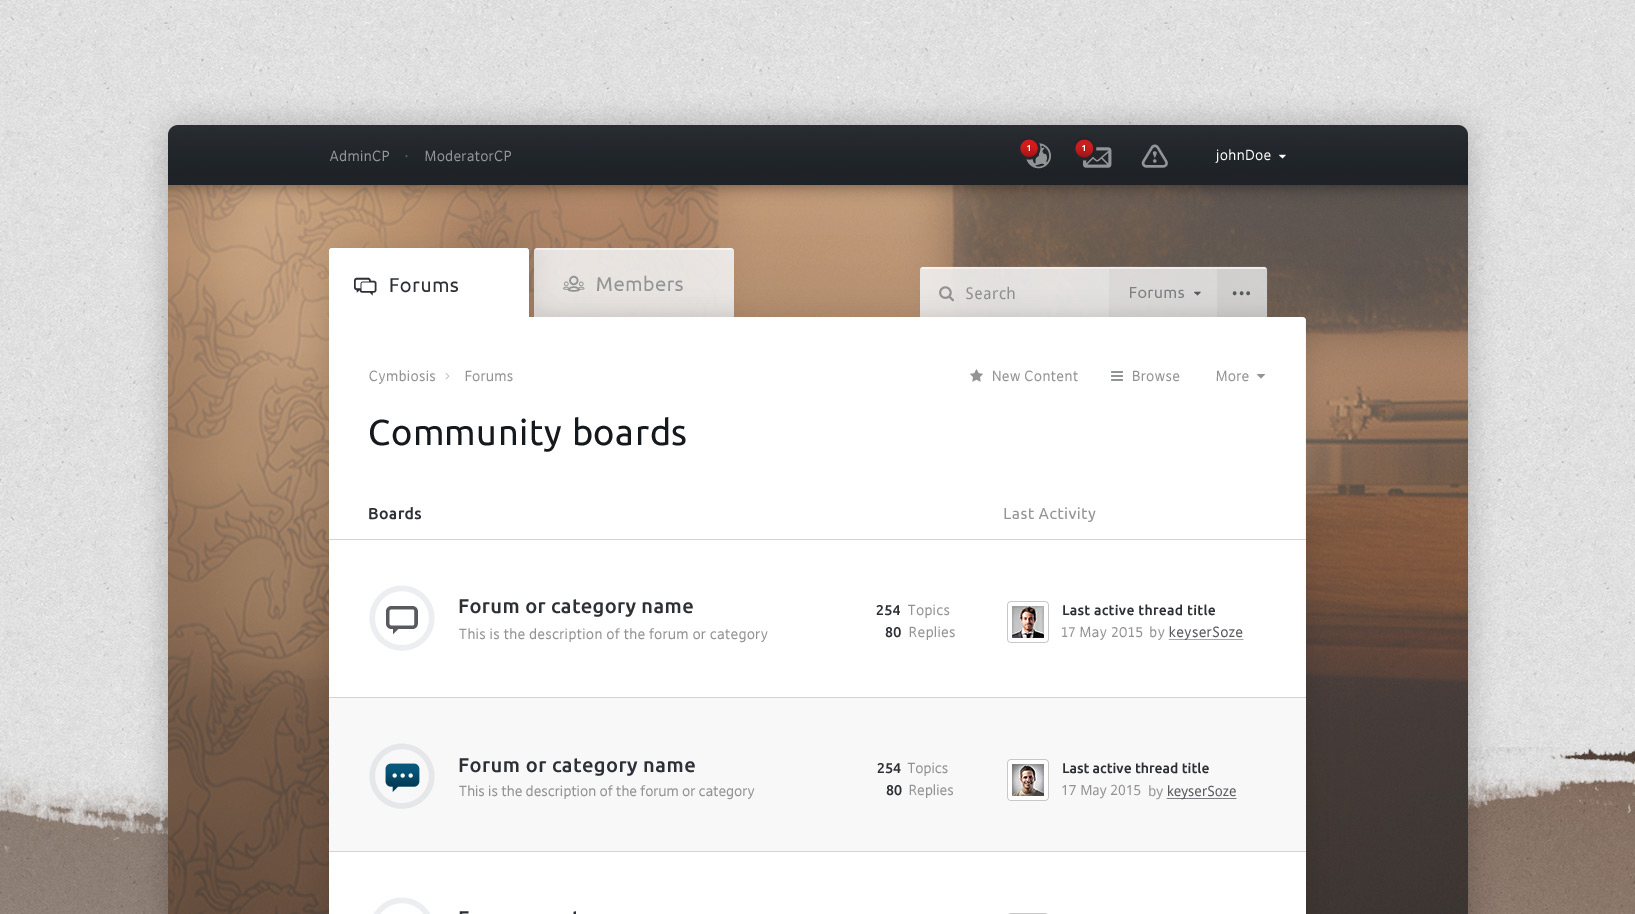 AdminCP · ModeratorCP
1
1
johnDoe
Forums
Members
Search
Forums
Cymbiosis › Forums
New Content
Browse
More
Community boards
Boards
Last Activity
Forum or category name
This is the description of the forum or category
254 Topics
80 Replies
Last active thread title
17 May 2015 by keyserSoze
Forum or category name
This is the description of the forum or category
254 Topics
80 Replies
Last active thread title
17 May 2015 by keyserSoze